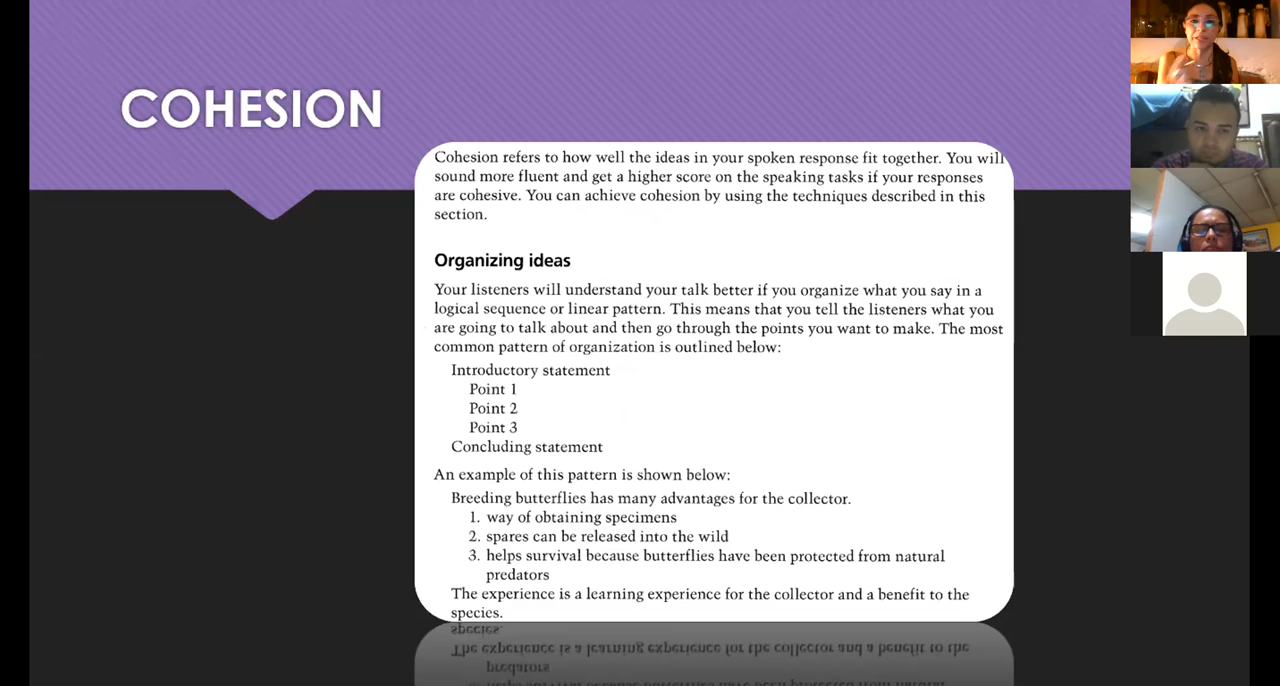 COHESION
Cohesion refers to how well the ideas in your spoken response fit together. You will
sound more fluent and get a higher score on the speaking tasks if your responses
are cohesive. You can achieve cohesion by using the techniques described in this
section.
Organizing ideas
Your listeners will understand your talk better if you organize what you say in a
logical sequence or linear pattern. This means that you tell the listeners what you
are going to talk about and then go through the points you want to make. The most
common pattern of organization is outlined below:
Introductory statement
Point 1
Point 2
Point 3
Concluding statement
An example of this pattern is shown below:
Breeding butterflies has many advantages for the collector.
1. way of obtaining specimens
2. spares can be released into the wild
3. helps survival because butterflies have been protected from natural
predators
The experience is a learning experience for the collector and a benefit to the
species.